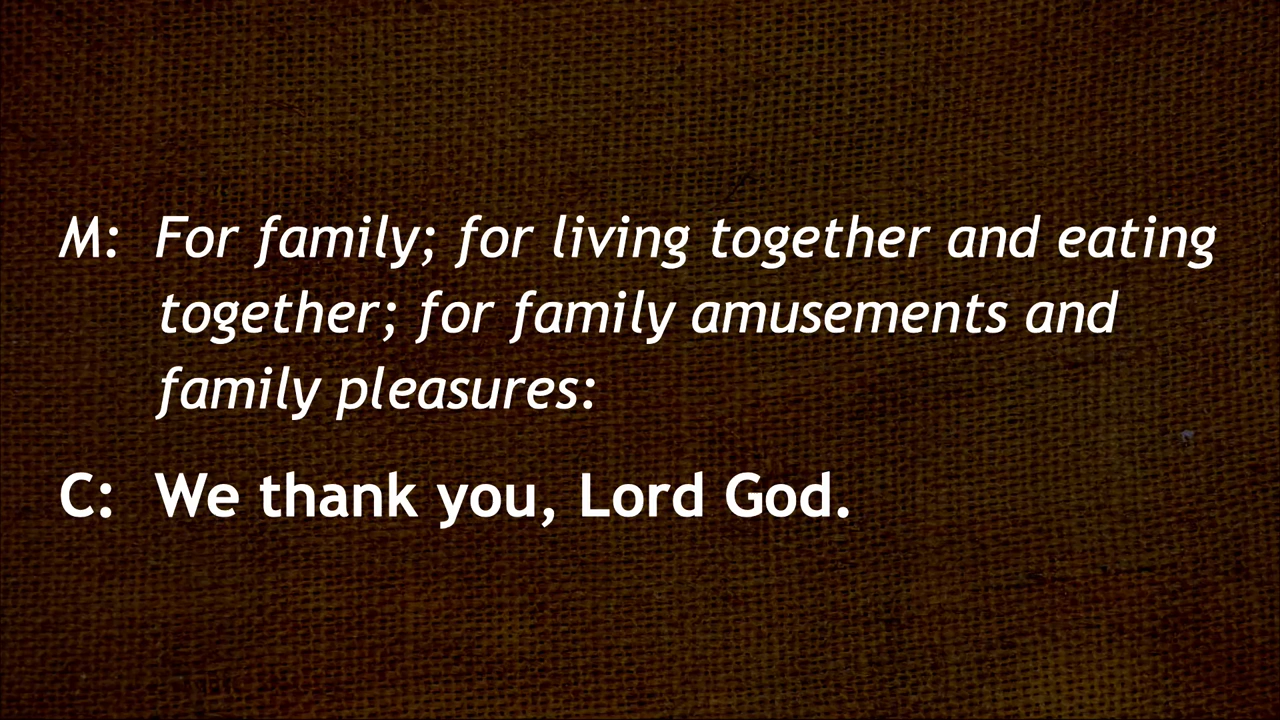 M: For family; for living together and eating
together; for family amusements and
family pleasures:
C: We thank you, Lord God.